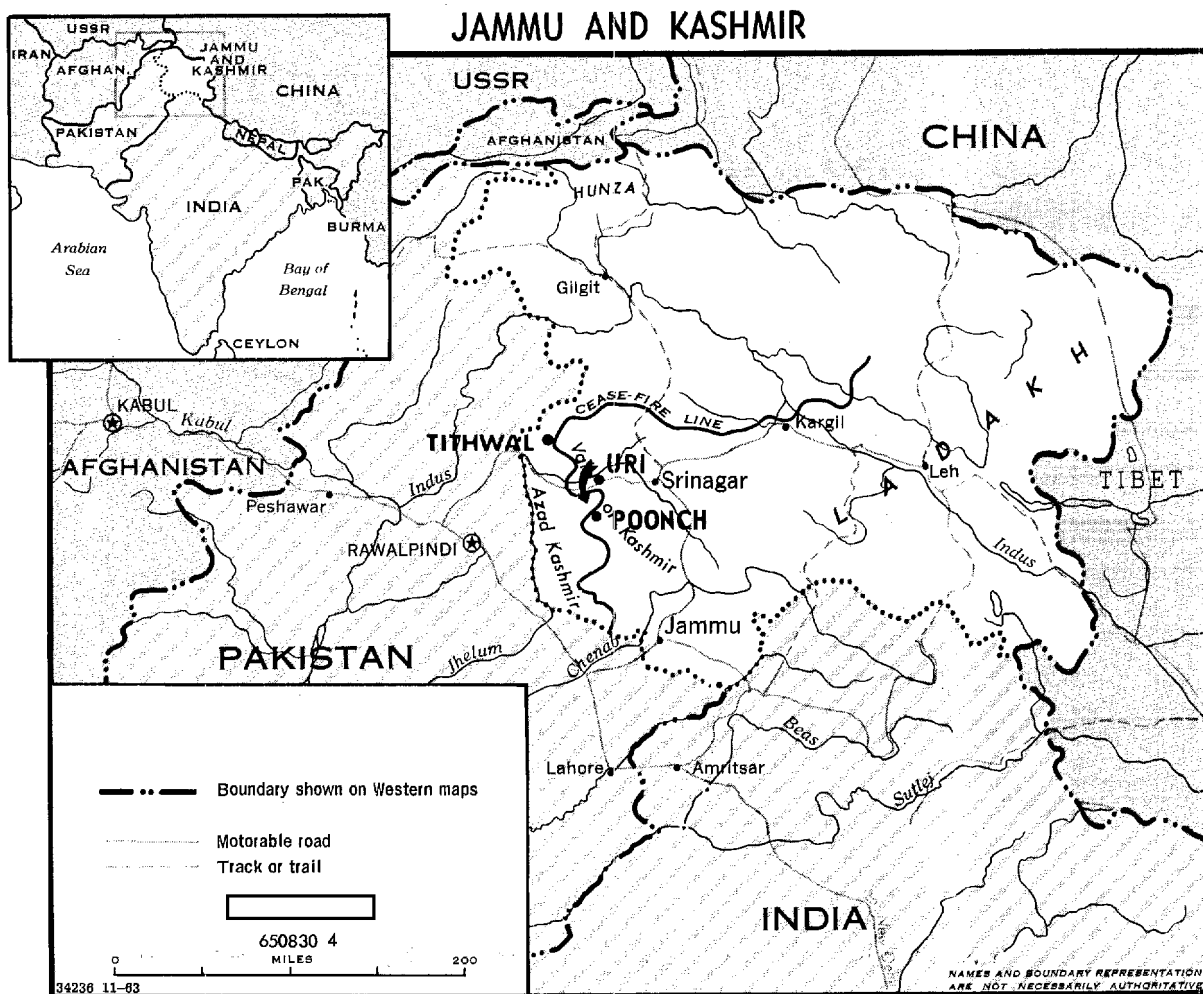 JAMMU AND KASHMIR
USSR
IRAN
AFGHAN.
JAMMU
AND
KASHMIR
CHINA
PAKISTAN
NEPAL
PAK.
INDIA
BURMA
Arabian
Sea
Bay of
Bengal
CEYLON
USSR
AFGHANISTAN
CHINA
HUNZA
Gilgit
LADAKH
CEASE-FIRE LINE
Kargil
KABUL
Kabul
TITHWAL
AFGHANISTAN
URI
Srinagar
Leh
TIBET
Indus
Peshawar
POONCH
Azad Kashmir
of Kashmir
RAWALPINDI
Indus
Jammu
PAKISTAN
Jhelum
Chenab
Beas
Lahore
Amritsar
Sutlej
INDIA
Boundary shown on Western maps
Motorable road
Track or trail
650830 4
MILES
0 200
34236 11-63
NAMES AND BOUNDARY REPRESENTATION
ARE NOT NECESSARILY AUTHORITATIVE